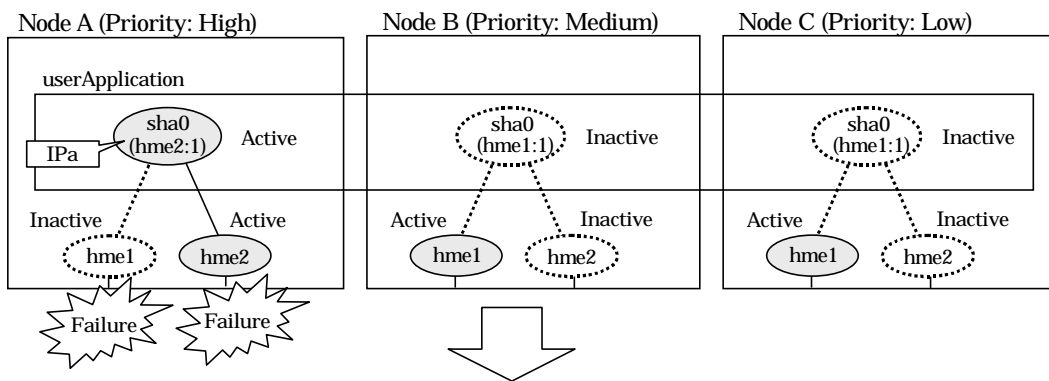 Node A (Priority: High)
Node B (Priority: Medium)
Node C (Priority: Low)
userApplication
sha0
(hme2:1)
Active
IPa
sha0
(hme1:1)
Inactive
sha0
(hme1:1)
Inactive
Inactive
Active
Active
Inactive
Active
Inactive
hme1
hme2
hme1
hme2
hme1
hme2
Failure
Failure